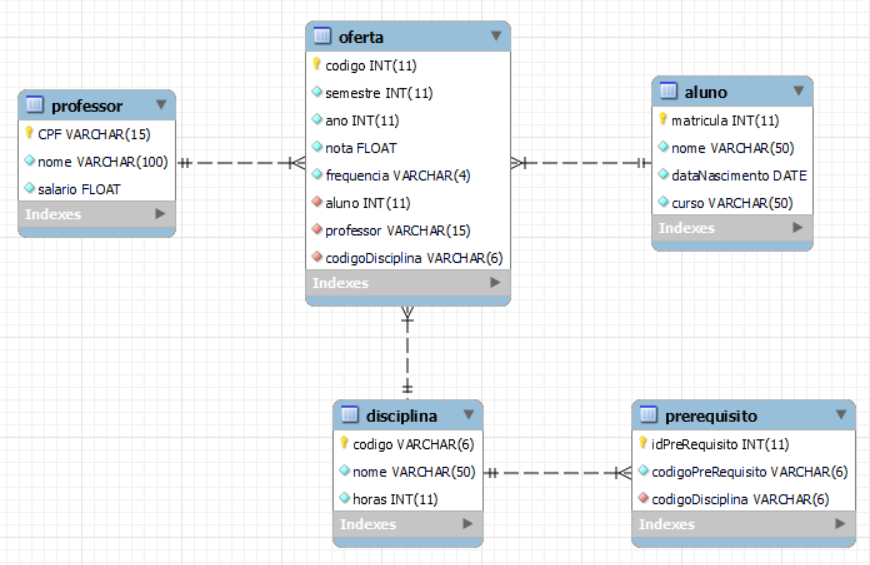 oferta
codigo INT(11)
semestre INT(11)
ano INT(11)
nota FLOAT
frequencia VARCHAR(4)
aluno INT(11)
professor VARCHAR(15)
codigoDisciplina VARCHAR(6)
Indexes
professor
CPF VARCHAR(15)
nome VARCHAR(100)
salario FLOAT
Indexes
aluno
matricula INT(11)
nome VARCHAR(50)
dataNascimento DATE
curso VARCHAR(50)
Indexes
disciplina
codigo VARCHAR(6)
nome VARCHAR(50)
horas INT(11)
Indexes
prerequisito
idPreRequisito INT(11)
codigoPreRequisito VARCHAR(6)
codigoDisciplina VARCHAR(6)
Indexes